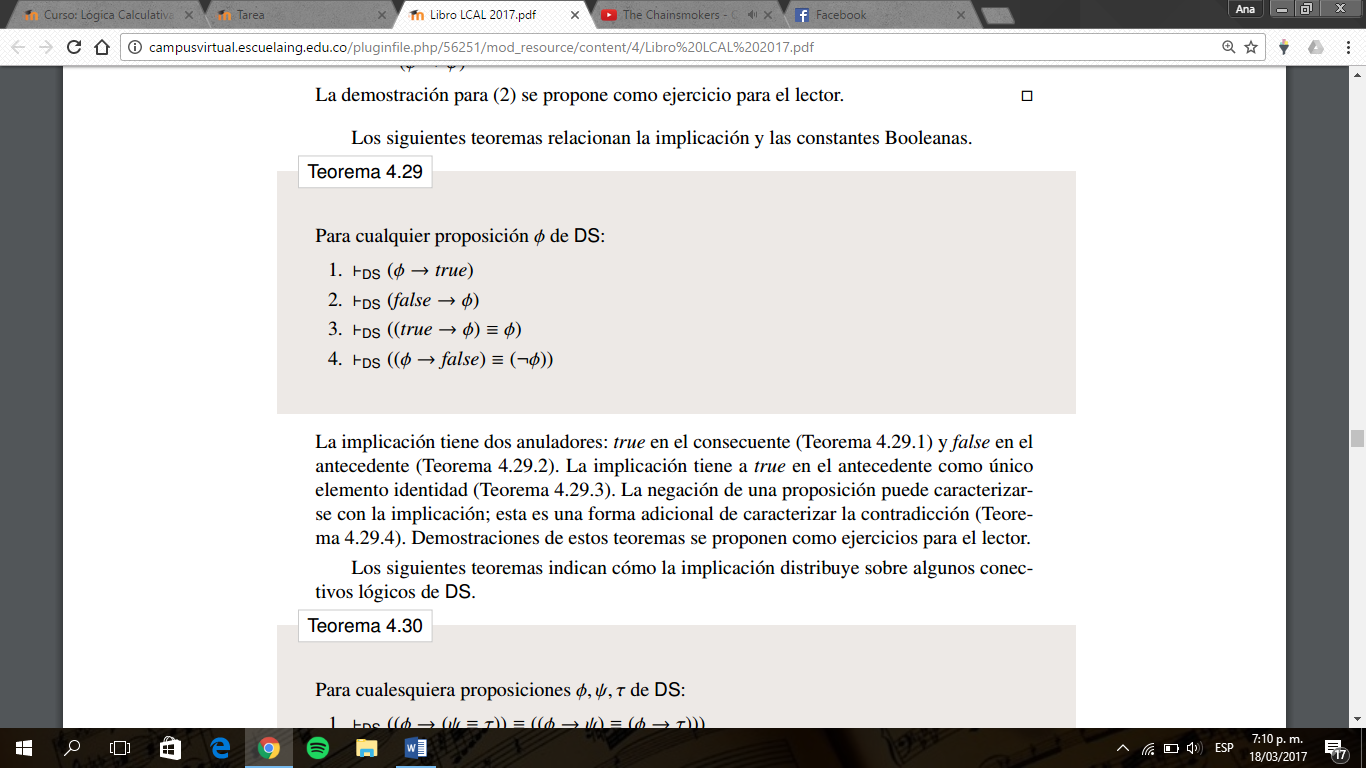 Curso: Lógica Calculativa
Tarea
Libro LCAL 2017.pdf
The Chainsmokers -
Facebook
Ana
campusvirtual.escuelaing.edu.co/pluginfile.php/56251/mod_resource/content/4/Libro%20LCAL%202017.pdf
La demostración para (2) se propone como ejercicio para el lector. □
Los siguientes teoremas relacionan la implicación y las constantes Booleanas.
Teorema 4.29
Para cualquier proposición ϕ de DS:
1. ⊢DS (ϕ → true)
2. ⊢DS (false → ϕ)
3. ⊢DS ((true → ϕ) ≡ ϕ)
4. ⊢DS ((ϕ → false) ≡ (¬ϕ))
La implicación tiene dos anuladores: true en el consecuente (Teorema 4.29.1) y false en el
antecedente (Teorema 4.29.2). La implicación tiene a true en el antecedente como único
elemento identidad (Teorema 4.29.3). La negación de una proposición puede caracterizar-
se con la implicación; esta es una forma adicional de caracterizar la contradicción (Teore-
ma 4.29.4). Demostraciones de estos teoremas se proponen como ejercicios para el lector.
Los siguientes teoremas indican cómo la implicación distribuye sobre algunos conec-
tivos lógicos de DS.
Teorema 4.30
Para cualesquiera proposiciones ϕ, ψ, τ de DS:
1. ⊢DS ((ϕ → (ψ ≡ τ)) ≡ ((ϕ → ψ) ≡ (ϕ → τ)))
ESP
7:10 p. m.
18/03/2017
17